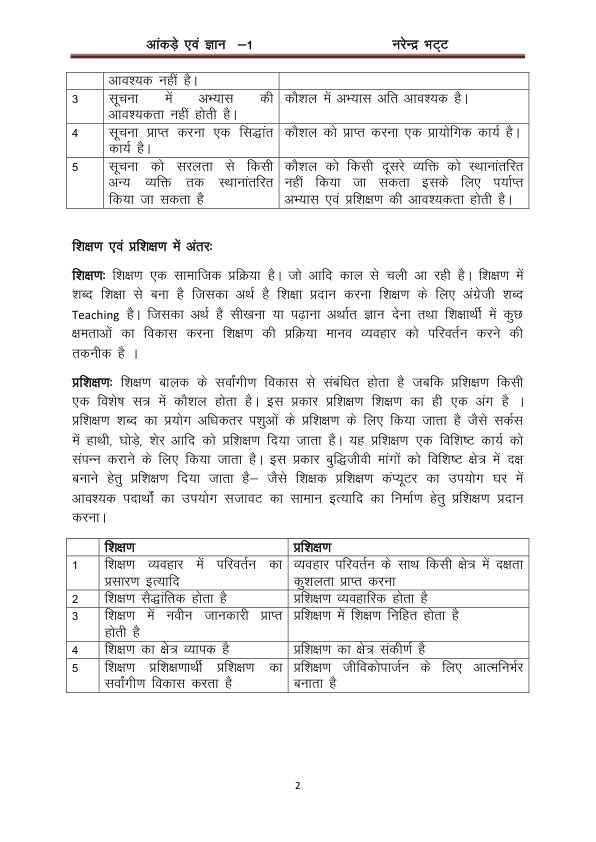 आंकड़े एवं ज्ञान –1 नरेन्द्र भट्ट
आवश्यक नहीं है।
3 सूचना में अभ्यास की कौशल में अभ्यास अति आवश्यक है।
आवश्यकता नहीं होती है।
4 सूचना प्राप्त करना एक सिद्धांत कौशल को प्राप्त करना एक प्रायोगिक कार्य है।
कार्य है।
5 सूचना को सरलता से किसी कौशल को किसी दूसरे व्यक्ति को स्थानांतरित
अन्य व्यक्ति तक स्थानांतरित नहीं किया जा सकता इसके लिए पर्याप्त
किया जा सकता है अभ्यास एवं प्रशिक्षण की आवश्यकता होती है।
शिक्षण एवं प्रशिक्षण में अंतरः
शिक्षणः शिक्षण एक सामाजिक प्रक्रिया है। जो आदि काल से चली आ रही है। शिक्षण में
शब्द शिक्षा से बना है जिसका अर्थ है शिक्षा प्रदान करना शिक्षण के लिए अंग्रेजी शब्द
Teaching है। जिसका अर्थ है सीखना या पढ़ाना अर्थात ज्ञान देना तथा शिक्षार्थी में कुछ
क्षमताओं का विकास करना शिक्षण की प्रक्रिया मानव व्यवहार को परिवर्तन करने की
तकनीक है ।
प्रशिक्षणः शिक्षण बालक के सर्वांगीण विकास से संबंधित होता है जबकि प्रशिक्षण किसी
एक विशेष सत्र में कौशल होता है। इस प्रकार प्रशिक्षण शिक्षण का ही एक अंग है ।
प्रशिक्षण शब्द का प्रयोग अधिकतर पशुओं के प्रशिक्षण के लिए किया जाता है जैसे सर्कस
में हाथी, घोड़े, शेर आदि को प्रशिक्षण दिया जाता है। यह प्रशिक्षण एक विशिष्ट कार्य को
संपन्न कराने के लिए किया जाता है। इस प्रकार बुद्धिजीवी मांगों को विशिष्ट क्षेत्र में दक्ष
बनाने हेतु प्रशिक्षण दिया जाता है– जैसे शिक्षक प्रशिक्षण कंप्यूटर का उपयोग घर में
आवश्यक पदार्थों का उपयोग सजावट का सामान इत्यादि का निर्माण हेतु प्रशिक्षण प्रदान
करना।
शिक्षण प्रशिक्षण
1 शिक्षण व्यवहार में परिवर्तन का व्यवहार परिवर्तन के साथ किसी क्षेत्र में दक्षता
प्रसारण इत्यादि कुशलता प्राप्त करना
2 शिक्षण सैद्धांतिक होता है प्रशिक्षण व्यवहारिक होता है
3 शिक्षण में नवीन जानकारी प्राप्त प्रशिक्षण में शिक्षण निहित होता है
होती है
4 शिक्षण का क्षेत्र व्यापक है प्रशिक्षण का क्षेत्र संकीर्ण है
5 शिक्षण प्रशिक्षणार्थी प्रशिक्षण का प्रशिक्षण जीविकोपार्जन के लिए आत्मनिर्भर
सर्वांगीण विकास करता है बनाता है
2